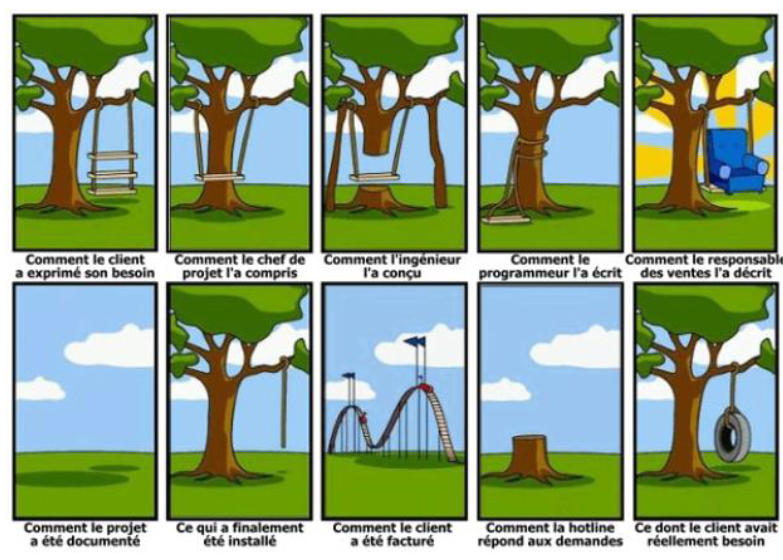 Comment le client
a exprimé son besoin
Comment le chef de
projet l'a compris
Comment l'ingénieur
l'a conçu
Comment le
programmeur l'a écrit
Comment le responsable
des ventes l'a décrit
Comment le projet
a été documenté
Ce qui a finalement
été installé
Comment le client
a été facturé
Comment la hotline
répond aux demandes
Ce dont le client avait
réellement besoin